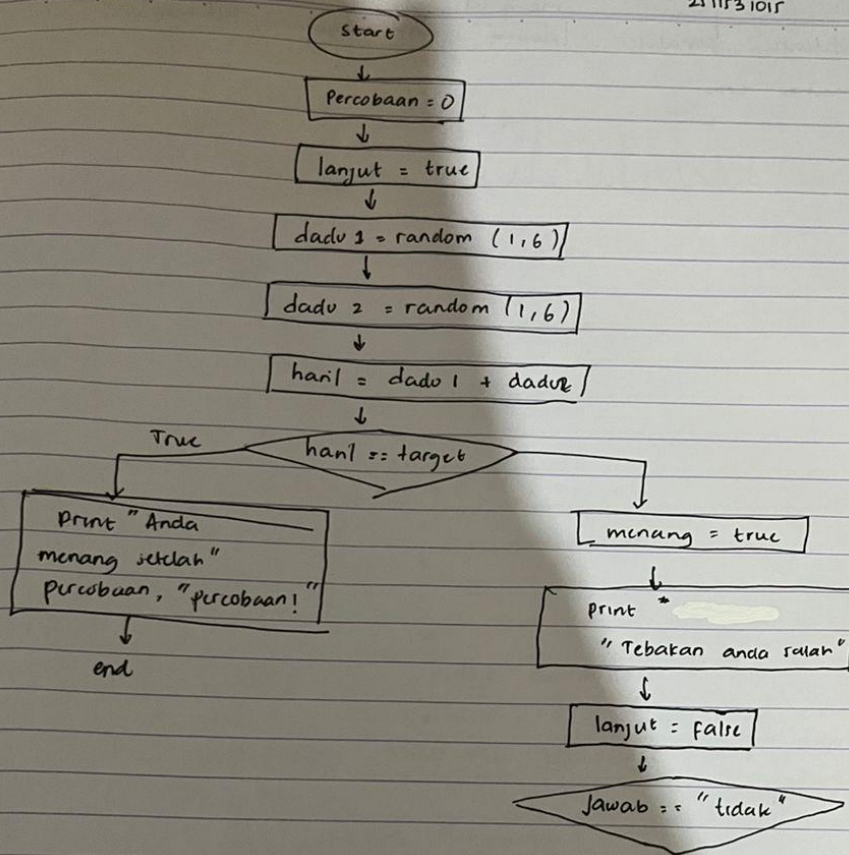 start
Percobaan = 0
lanjut = true
dadu 1 = random (1,6)
dadu 2 = random (1,6)
hasil = dadu 1 + dadu2
True
hasil == target
Print "Anda
menang setelah"
percobaan, "percobaan!"
end
menang = true
print "
"Tebakan anda salah"
lanjut = false
Jawab == "tidak"